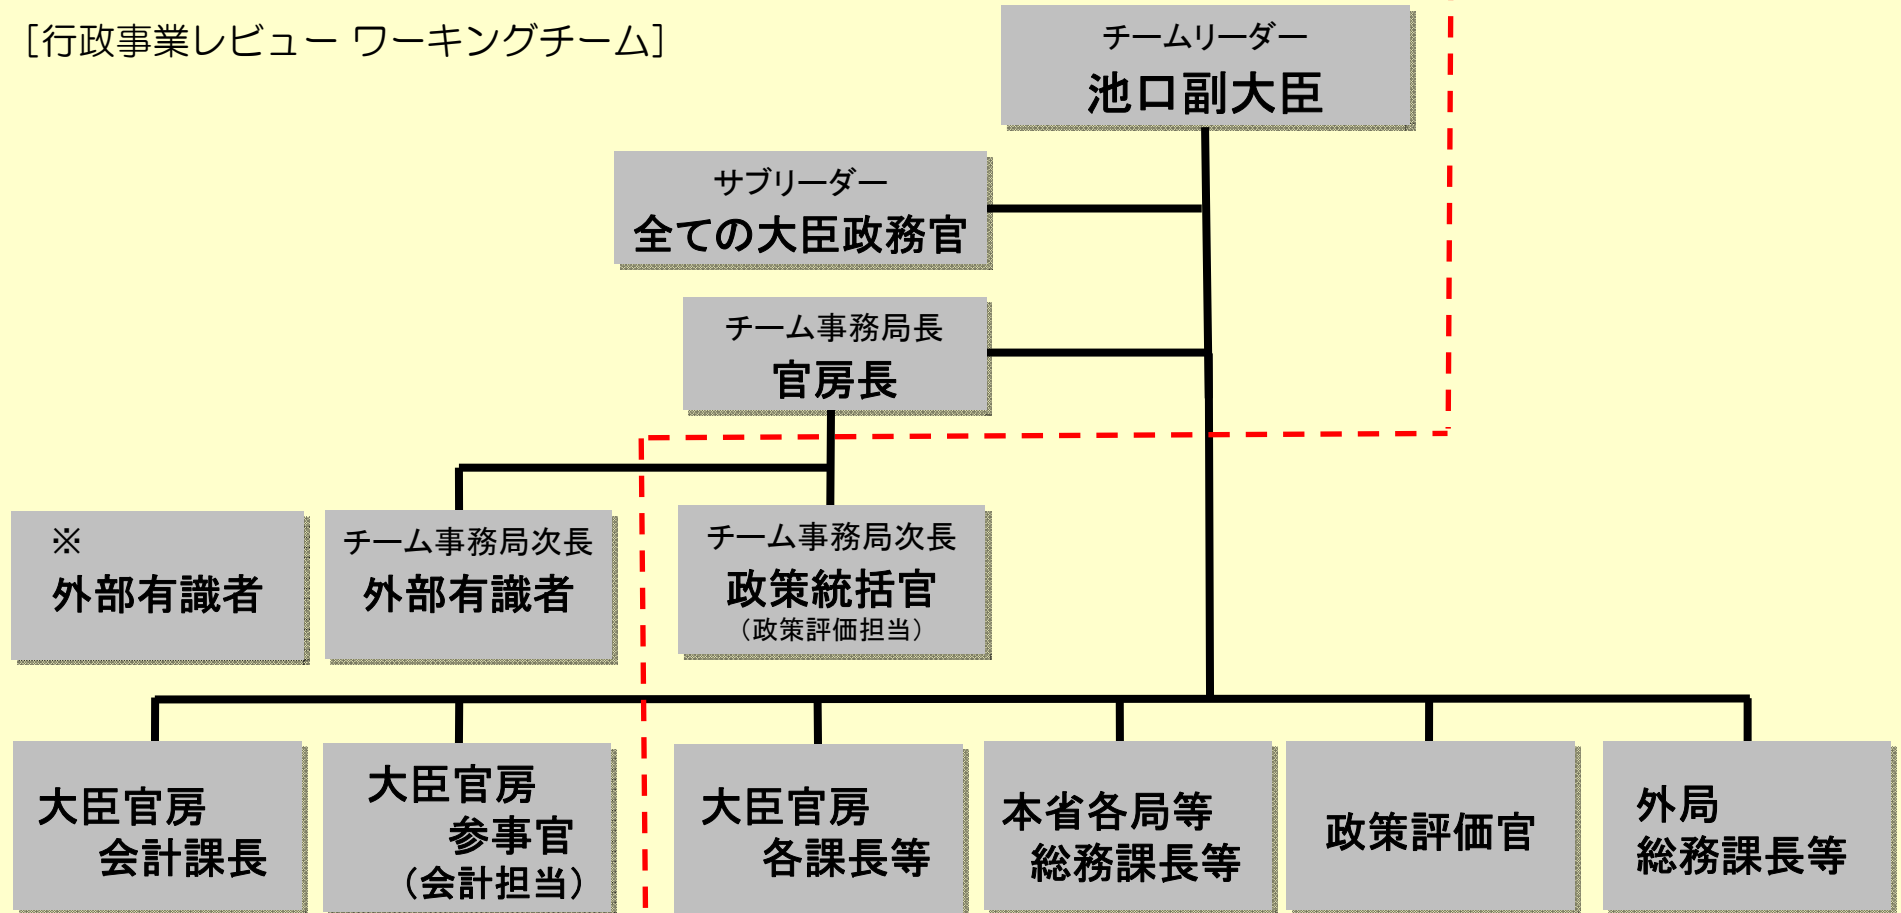 ［行政事業レビュー ワーキングチーム］
チームリーダー
池口副大臣
サブリーダー
全ての大臣政務官
チーム事務局長
官房長
※
外部有識者
チーム事務局次長
外部有識者
チーム事務局次長
政策統括官
（政策評価担当）
大臣官房
会計課長
大臣官房
参事官
（会計担当）
大臣官房
各課長等
本省各局等
総務課長等
政策評価官
外局
総務課長等